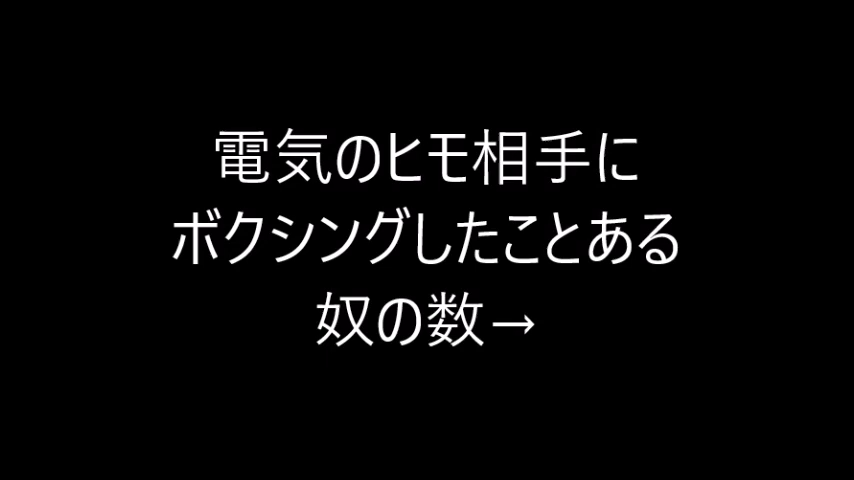 電気のヒモ相手に
ボクシングしたことある
奴の数→